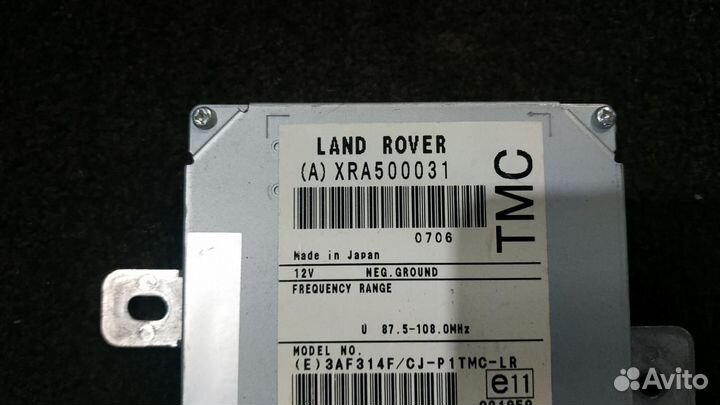 LAND ROVER
(A) XRA500031
TMC
0706
Made in Japan
12V NEG.GROUND
FREQUENCY RANGE
U 87.5-108.0MHz
MODEL NO.
(E)3AF314F/CJ-P1TMC-LR
e11
Avito